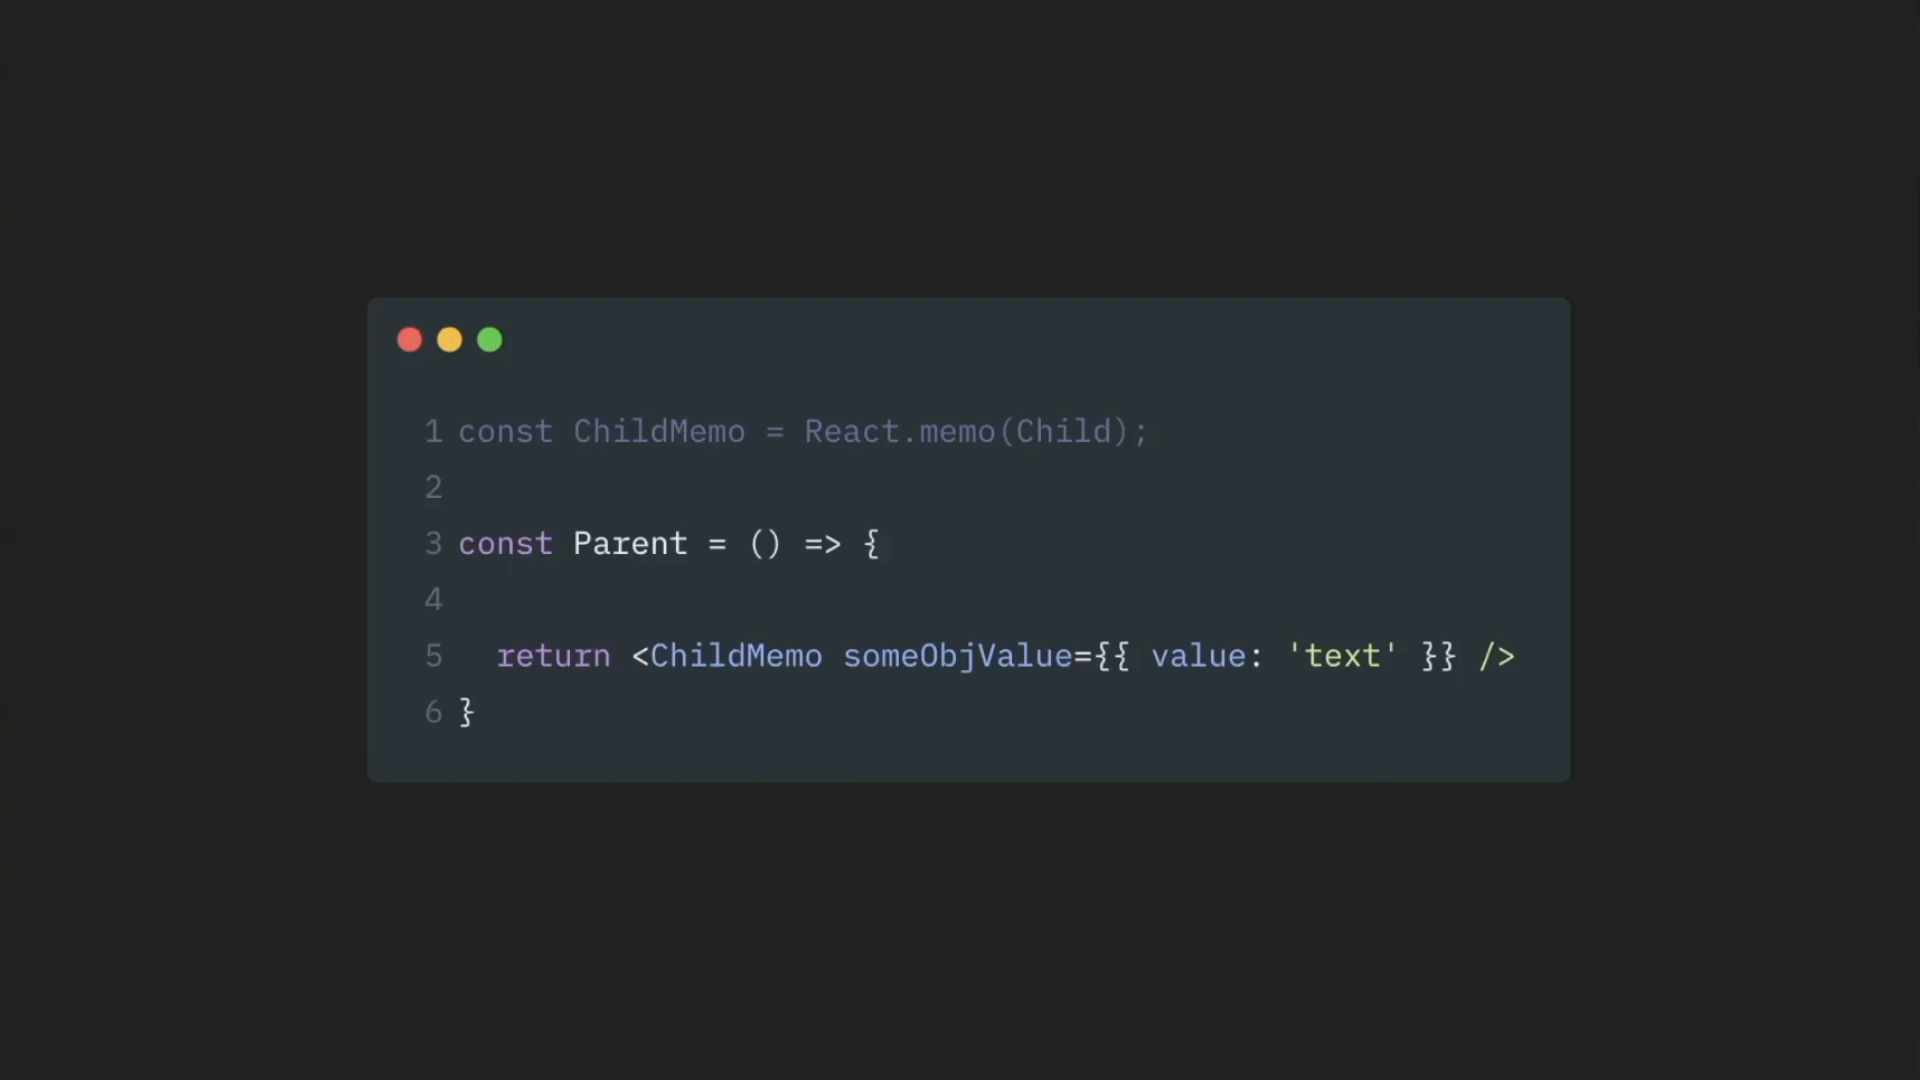 1 const ChildMemo = React.memo(Child);
2
3 const Parent = () => {
4
5   return <ChildMemo someObjValue={{ value: 'text' }} />
6 }